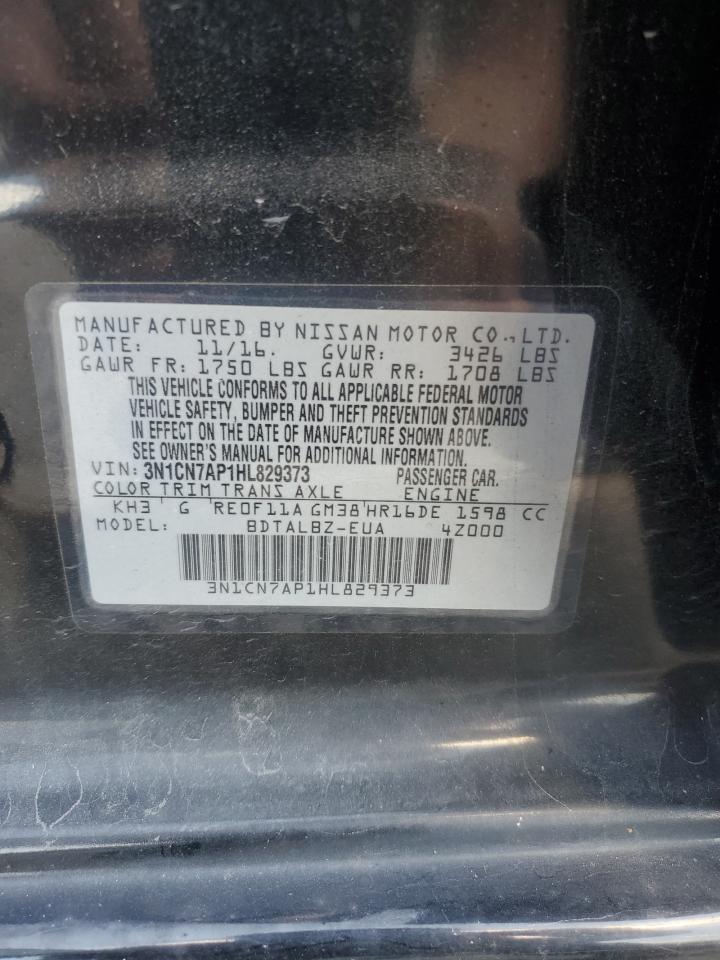 MANUFACTURED BY NISSAN MOTOR CO., LTD.
DATE: 11/16. GVWR: 3426 LBS
GAWR FR: 1750 LBS GAWR RR: 1708 LBS
THIS VEHICLE CONFORMS TO ALL APPLICABLE FEDERAL MOTOR
VEHICLE SAFETY, BUMPER AND THEFT PREVENTION STANDARDS
IN EFFECT ON THE DATE OF MANUFACTURE SHOWN ABOVE.
SEE OWNER'S MANUAL FOR ADDITIONAL INFORMATION.
VIN: 3N1CN7AP1HL829373 PASSENGER CAR.
COLOR TRIM TRANS AXLE ENGINE
KH3 G RE0F11A GM38 HR16DE 1598 CC
MODEL: BDTALBZ-EUA 4Z000
3N1CN7AP1HL829373